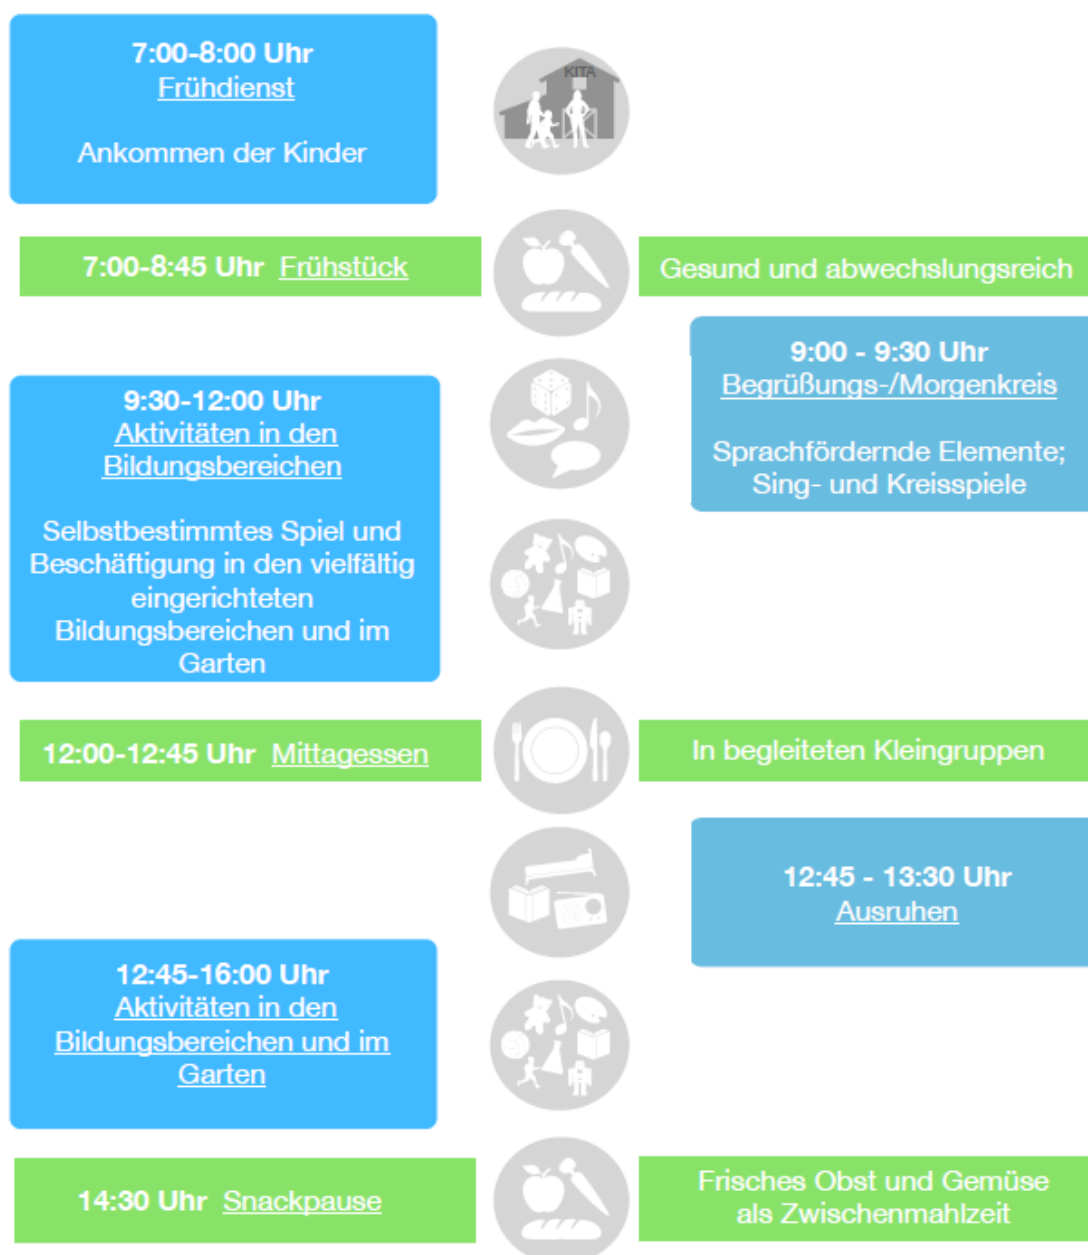 7:00-8:00 Uhr
Frühdienst
Ankommen der Kinder
KITA
7:00-8:45 Uhr Frühstück
Gesund und abwechslungsreich
9:00 - 9:30 Uhr
Begrüßungs-/Morgenkreis
Sprachfördernde Elemente;
Sing- und Kreisspiele
9:30-12:00 Uhr
Aktivitäten in den
Bildungsbereichen
Selbstbestimmtes Spiel und
Beschäftigung in den vielfältig
eingerichteten
Bildungsbereichen und im
Garten
12:00-12:45 Uhr Mittagessen
In begleiteten Kleingruppen
12:45 - 13:30 Uhr
Ausruhen
12:45-16:00 Uhr
Aktivitäten in den
Bildungsbereichen und im
Garten
14:30 Uhr Snackpause
Frisches Obst und Gemüse
als Zwischenmahlzeit